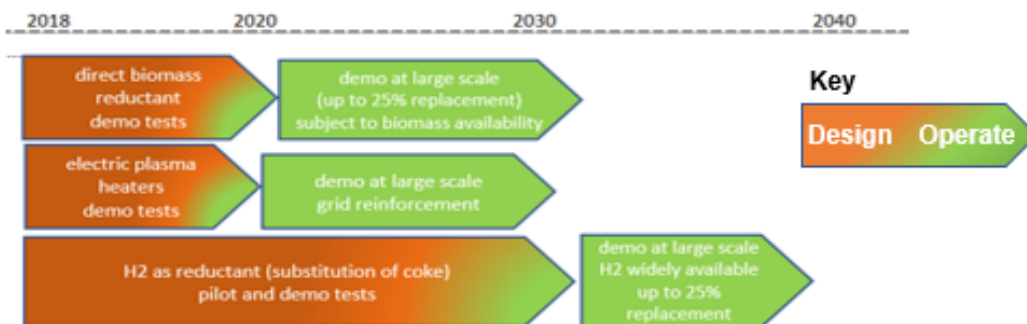 2018 2020 2030 2040
direct biomass
reductant
demo tests
demo at large scale
(up to 25% replacement)
subject to biomass availability
Key
Design Operate
electric plasma
heaters
demo tests
demo at large scale
grid reinforcement
H2 as reductant (substitution of coke)
pilot and demo tests
demo at large scale
H2 widely available
up to 25%
replacement